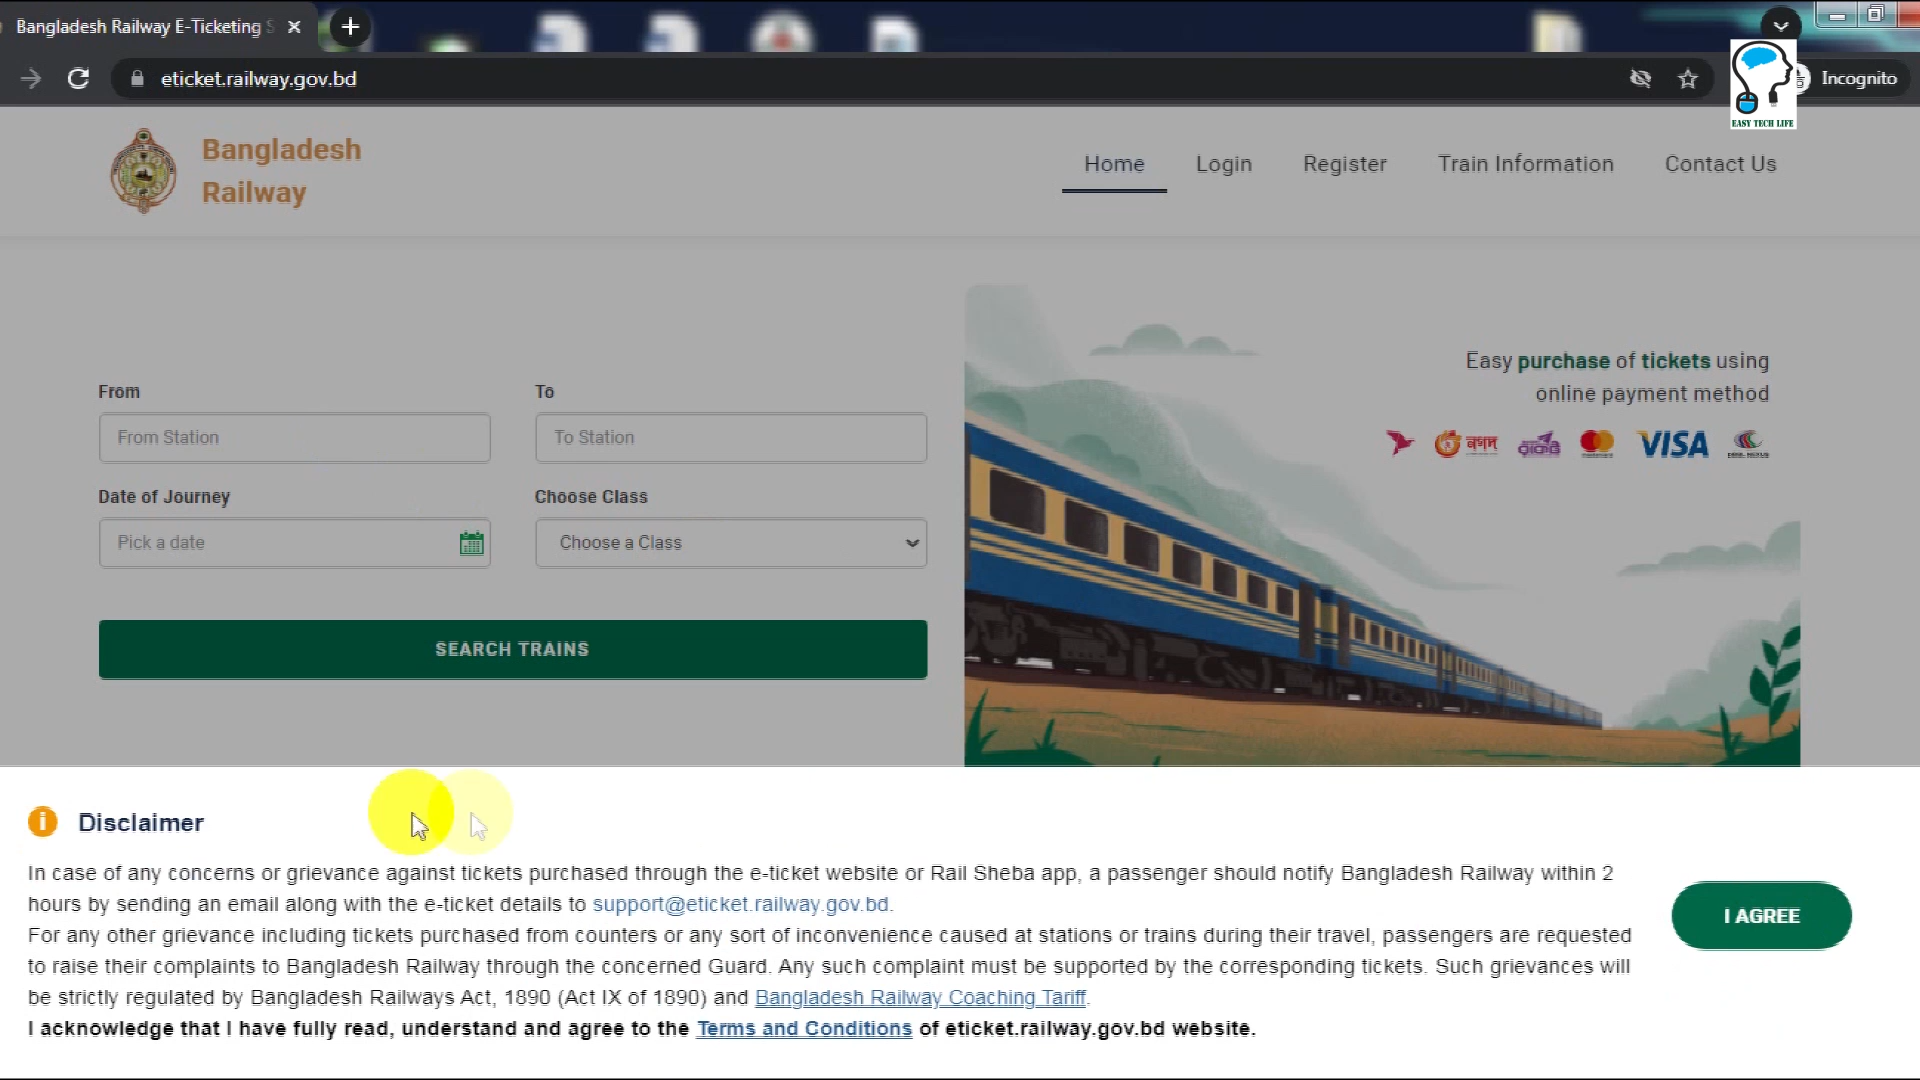 Bangladesh Railway E-Ticketing S
eticket.railway.gov.bd
Incognito
EASY TECH LIFE
Bangladesh
Railway
Home
Login
Register
Train Information
Contact Us
From
To
From Station
To Station
Date of Journey
Choose Class
Pick a date
Choose a Class
SEARCH TRAINS
Easy purchase of tickets using
online payment method
নগদ
VISA
Disclaimer
In case of any concerns or grievance against tickets purchased through the e-ticket website or Rail Sheba app, a passenger should notify Bangladesh Railway within 2
hours by sending an email along with the e-ticket details to support@eticket.railway.gov.bd.
For any other grievance including tickets purchased from counters or any sort of inconvenience caused at stations or trains during their travel, passengers are requested
to raise their complaints to Bangladesh Railway through the concerned Guard. Any such complaint must be supported by the corresponding tickets. Such grievances will
be strictly regulated by Bangladesh Railways Act, 1890 (Act IX of 1890) and Bangladesh Railway Coaching Tariff.
I acknowledge that I have fully read, understand and agree to the Terms and Conditions of eticket.railway.gov.bd website.
I AGREE